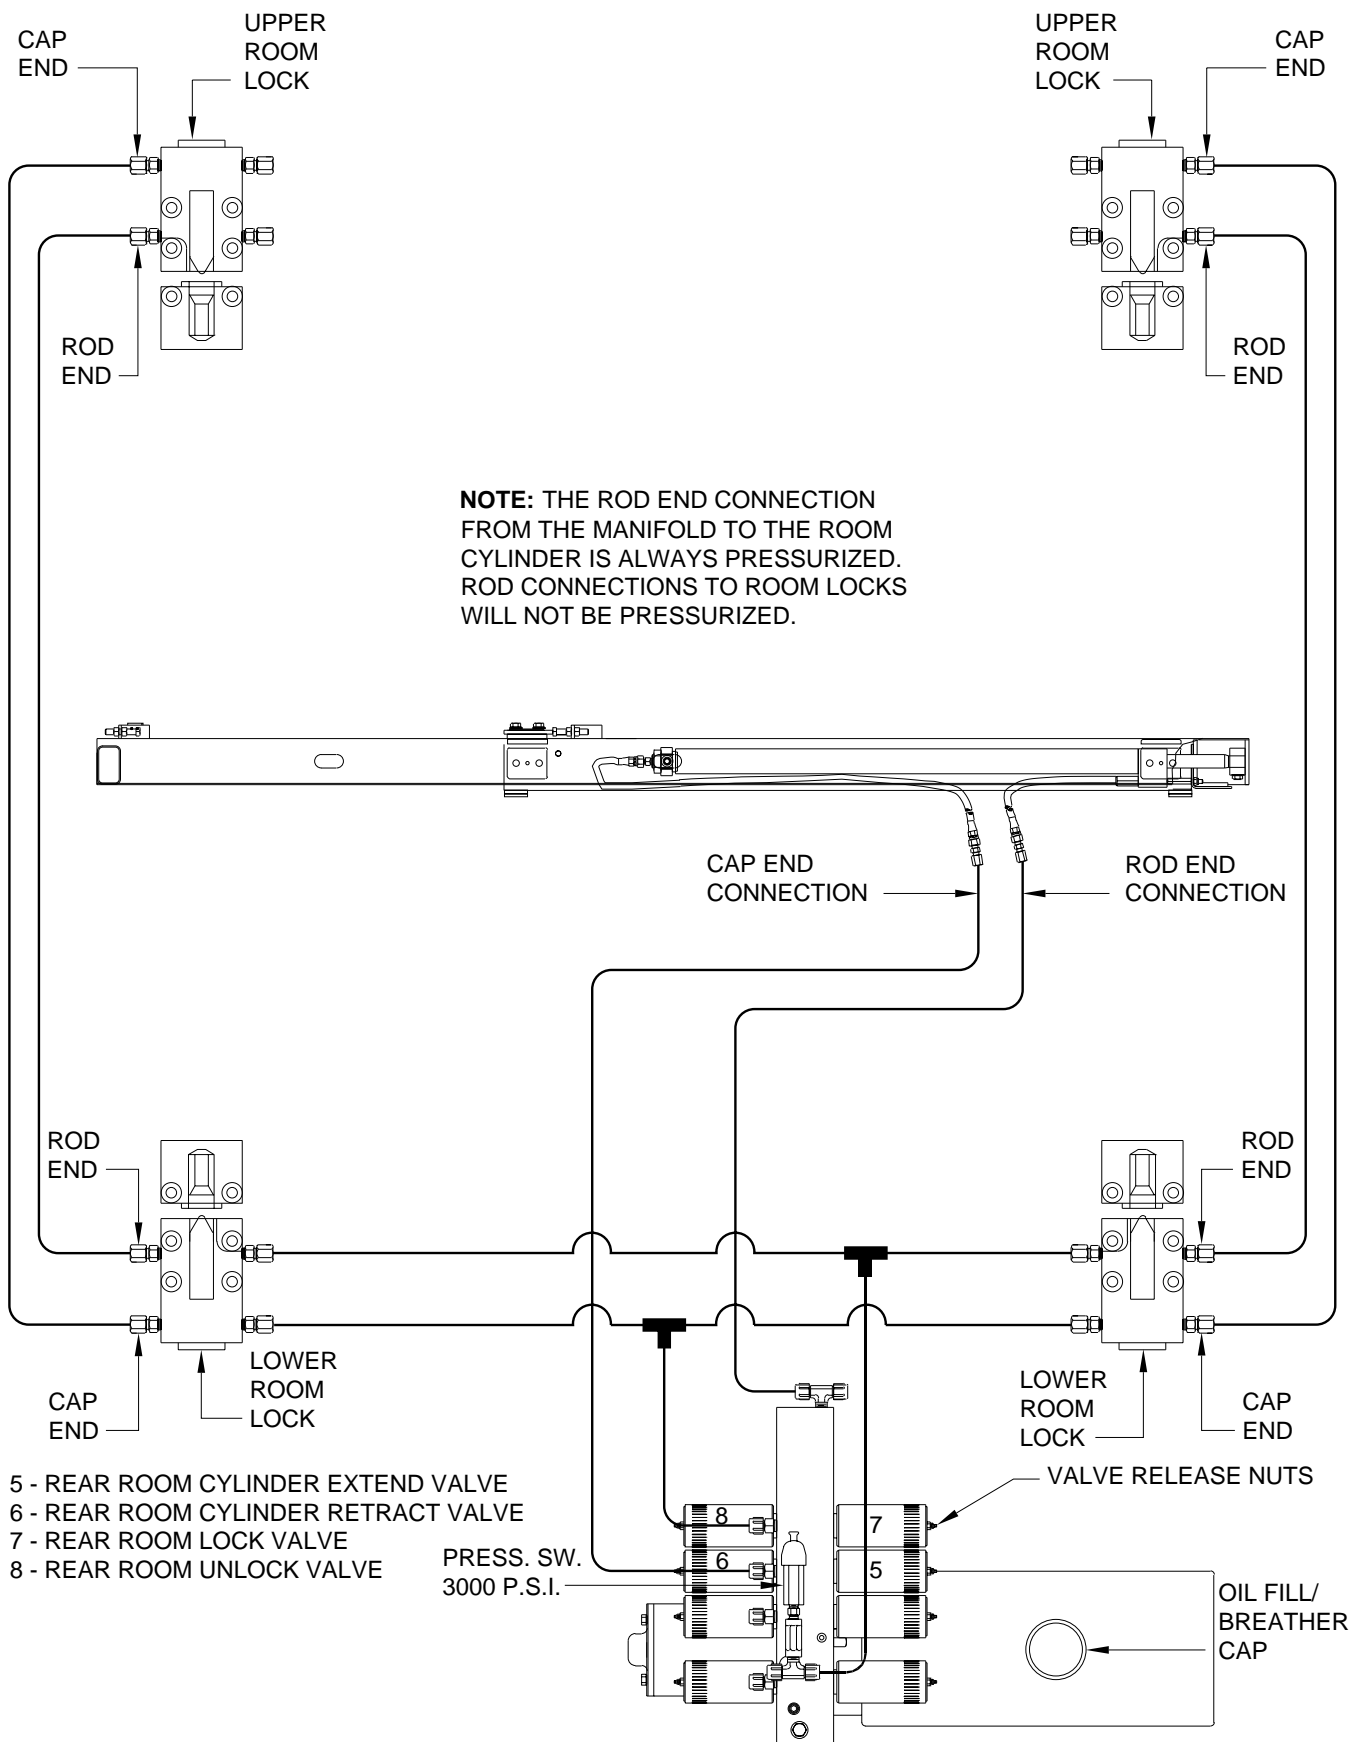 UPPER
ROOM
LOCK
CAP
END
UPPER
ROOM
LOCK
CAP
END
ROD
END
ROD
END
NOTE: THE ROD END CONNECTION
FROM THE MANIFOLD TO THE ROOM
CYLINDER IS ALWAYS PRESSURIZED.
ROD CONNECTIONS TO ROOM LOCKS
WILL NOT BE PRESSURIZED.
CAP END
CONNECTION
ROD END
CONNECTION
ROD
END
ROD
END
LOWER
ROOM
LOCK
CAP
END
LOWER
ROOM
LOCK
CAP
END
5 - REAR ROOM CYLINDER EXTEND VALVE
6 - REAR ROOM CYLINDER RETRACT VALVE
7 - REAR ROOM LOCK VALVE
8 - REAR ROOM UNLOCK VALVE
VALVE RELEASE NUTS
PRESS. SW.
3000 P.S.I.
8
7
6
5
OIL FILL/
BREATHER
CAP